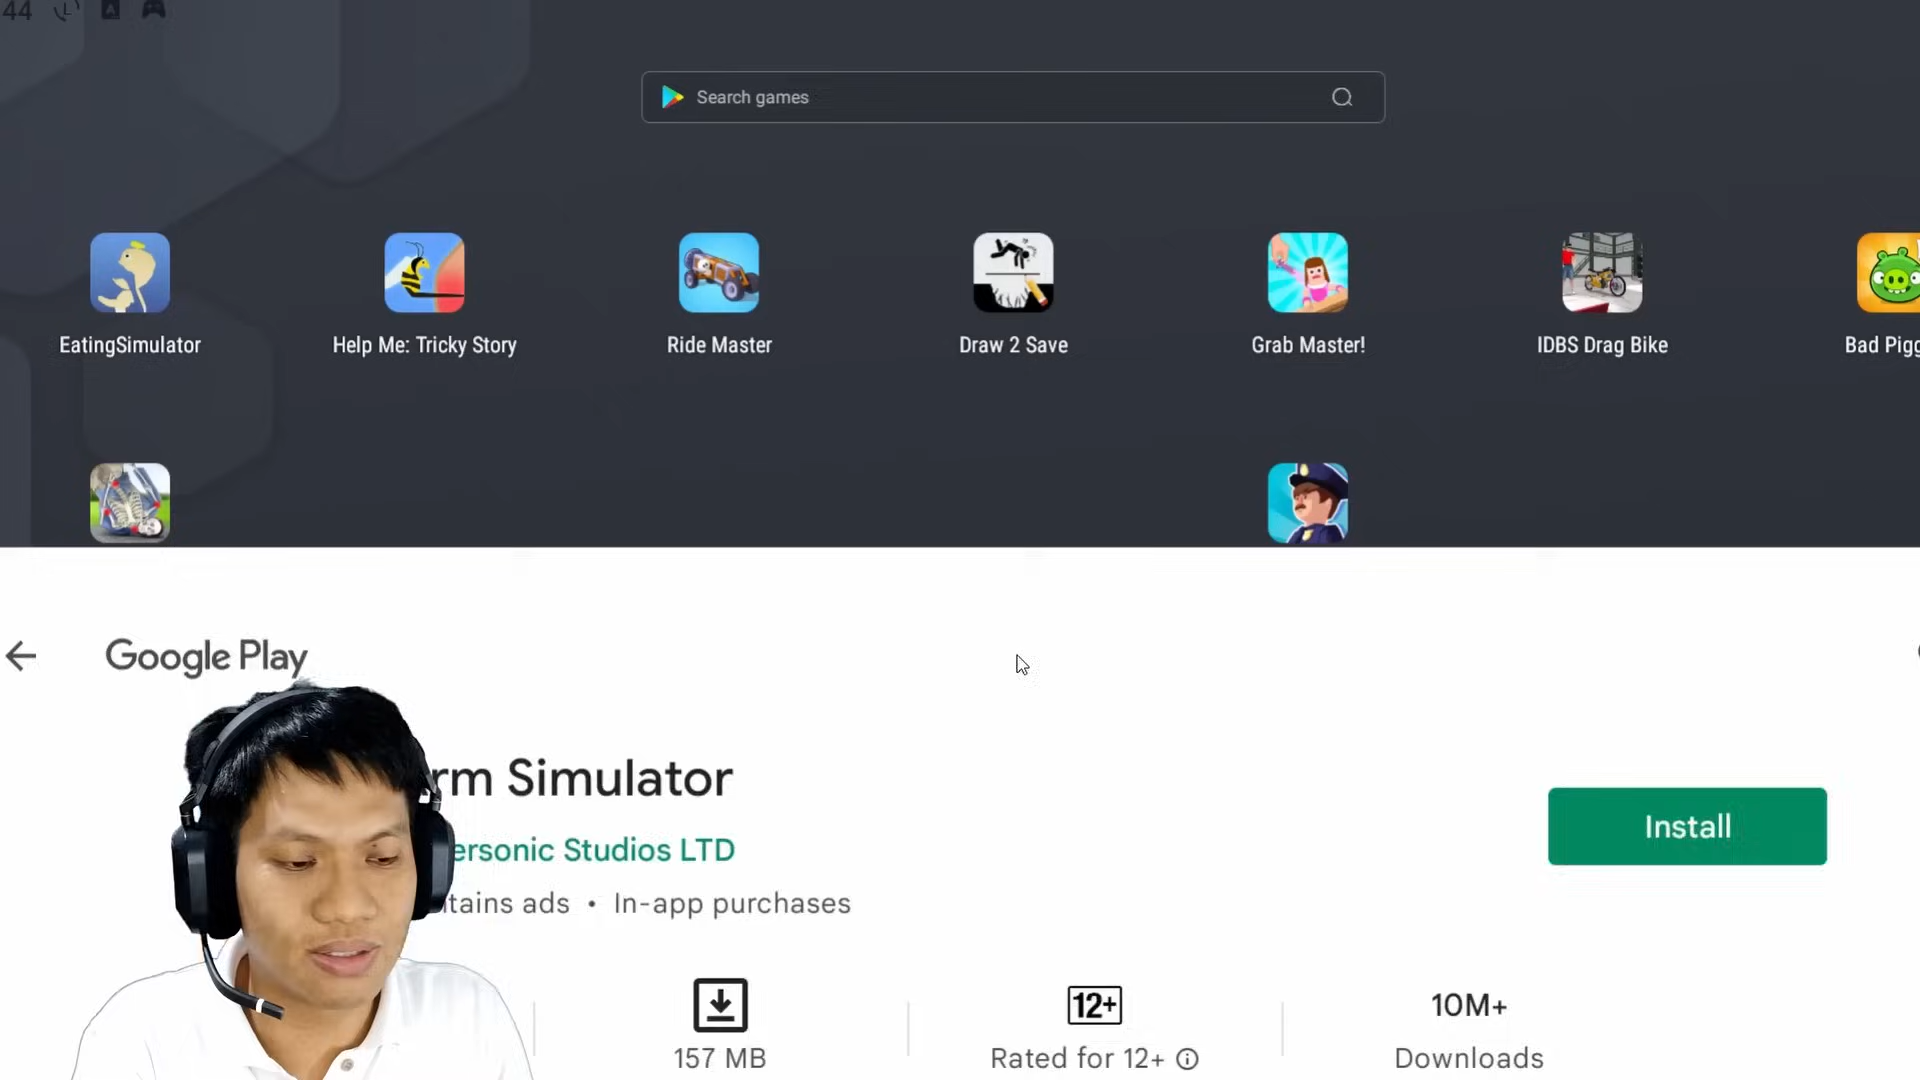 44
Search games
EatingSimulator
Help Me: Tricky Story
Ride Master
Draw 2 Save
Grab Master!
IDBS Drag Bike
Bad Pigg
Google Play
rm Simulator
ersonic Studios LTD
tains ads • In-app purchases
Install
12+
10M+
157 MB
Rated for 12+
Downloads